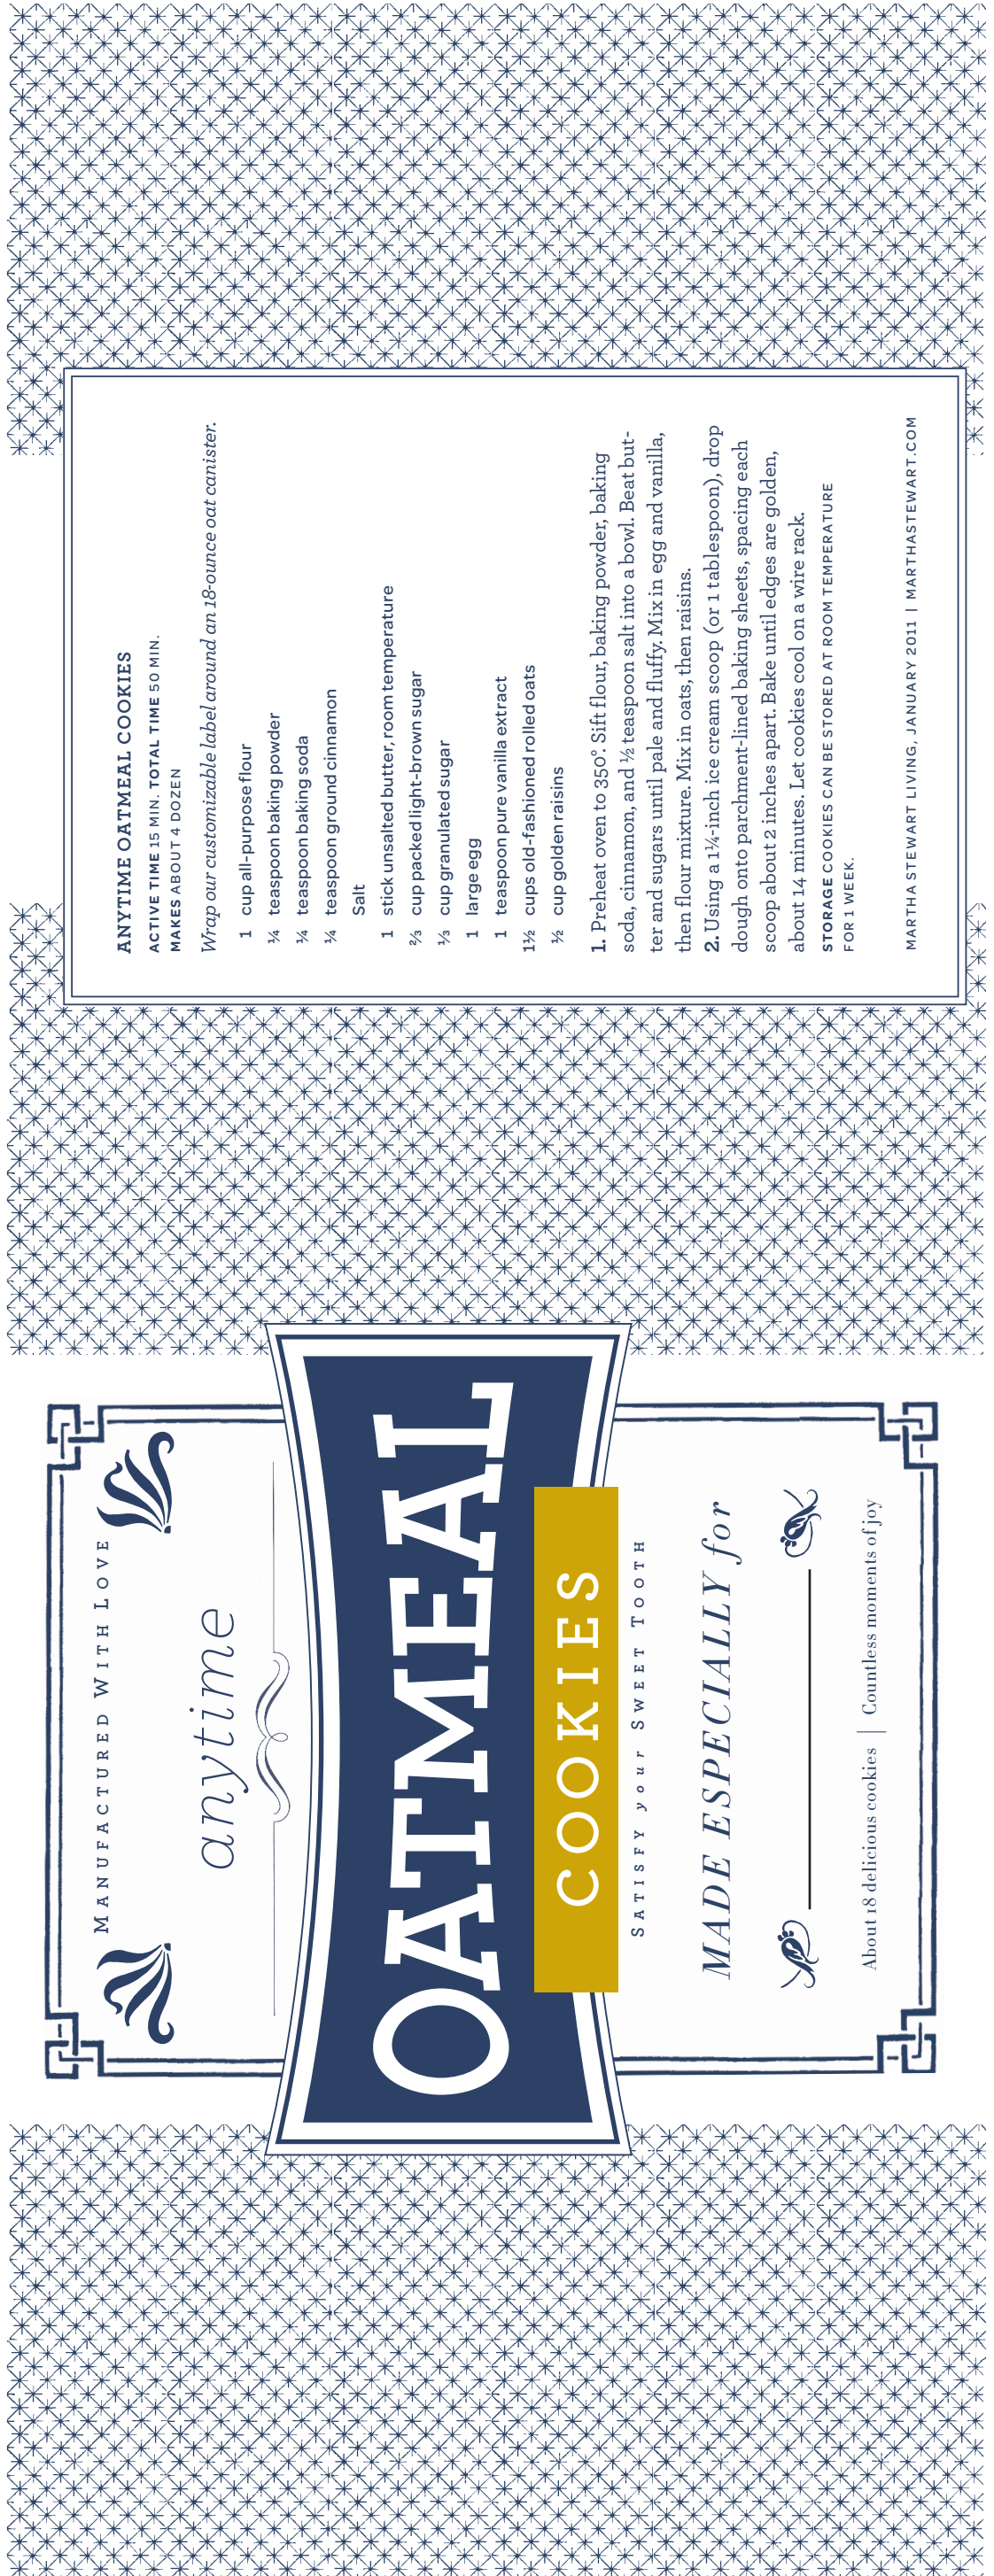 ANYTIME OATMEAL COOKIES
ACTIVE TIME 15 MIN. TOTAL TIME 50 MIN.
MAKES ABOUT 4 DOZEN
Wrap our customizable label around an 18-ounce oat canister.
1 cup all-purpose flour
¼ teaspoon baking powder
¼ teaspoon baking soda
¼ teaspoon ground cinnamon
Salt
1 stick unsalted butter, room temperature
⅔ cup packed light-brown sugar
⅓ cup granulated sugar
1 large egg
1 teaspoon pure vanilla extract
1½ cups old-fashioned rolled oats
½ cup golden raisins
1. Preheat oven to 350°. Sift flour, baking powder, baking
soda, cinnamon, and ½ teaspoon salt into a bowl. Beat but-
ter and sugars until pale and fluffy. Mix in egg and vanilla,
then flour mixture. Mix in oats, then raisins.
2. Using a 1¼-inch ice cream scoop (or 1 tablespoon), drop
dough onto parchment-lined baking sheets, spacing each
scoop about 2 inches apart. Bake until edges are golden,
about 14 minutes. Let cookies cool on a wire rack.
STORAGE COOKIES CAN BE STORED AT ROOM TEMPERATURE
FOR 1 WEEK.
MARTHA STEWART LIVING, JANUARY 2011 | MARTHASTEWART.COM
MANUFACTURED WITH LOVE
anytime
OATMEAL
COOKIES
SATISFY your SWEET TOOTH
MADE ESPECIALLY for
About 18 delicious cookies | Countless moments of joy